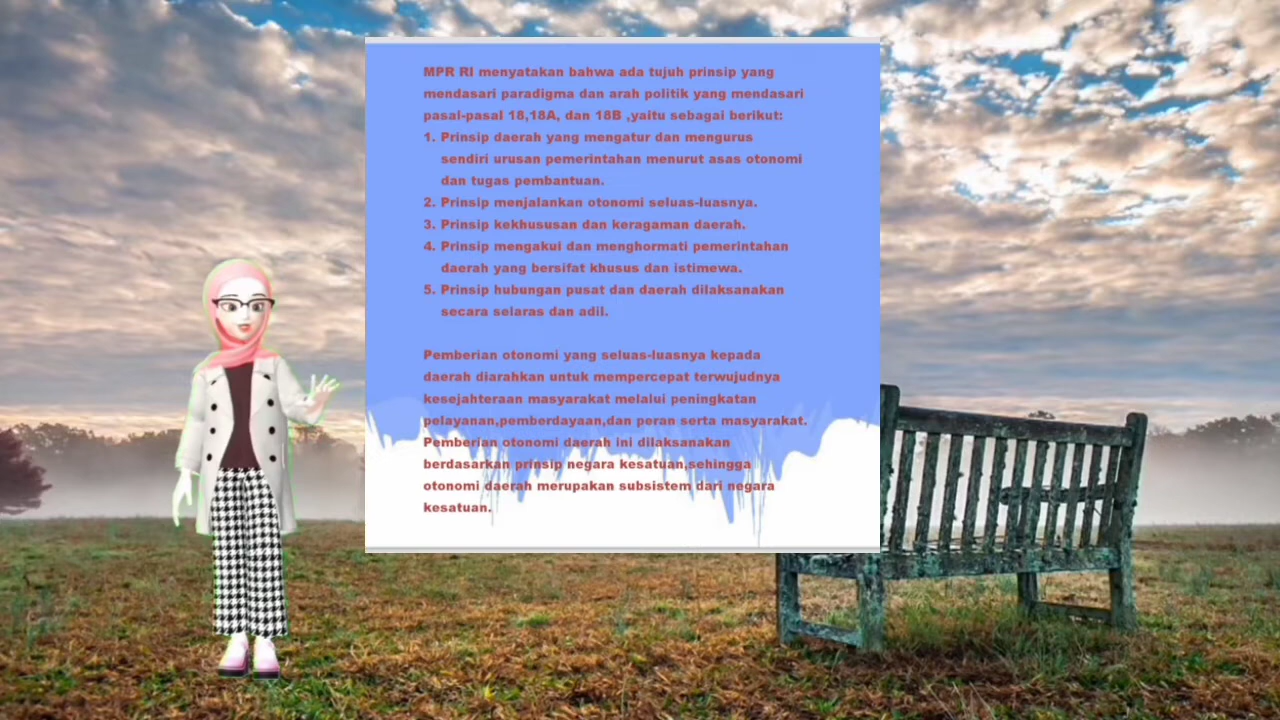 MPR RI menyatakan bahwa ada tujuh prinsip yang
mendasari paradigma dan arah politik yang mendasari
pasal-pasal 18,18A, dan 18B ,yaitu sebagai berikut:
1. Prinsip daerah yang mengatur dan mengurus
sendiri urusan pemerintahan menurut asas otonomi
dan tugas pembantuan.
2. Prinsip menjalankan otonomi seluas-luasnya.
3. Prinsip kekhususan dan keragaman daerah.
4. Prinsip mengakui dan menghormati pemerintahan
daerah yang bersifat khusus dan istimewa.
5. Prinsip hubungan pusat dan daerah dilaksanakan
secara selaras dan adil.
Pemberian otonomi yang seluas-luasnya kepada
daerah diarahkan untuk mempercepat terwujudnya
kesejahteraan masyarakat melalui peningkatan
pelayanan,pemberdayaan,dan peran serta masyarakat.
Pemberian otonomi daerah ini dilaksanakan
berdasarkan prinsip negara kesatuan,sehingga
otonomi daerah merupakan subsistem dari negara
kesatuan.